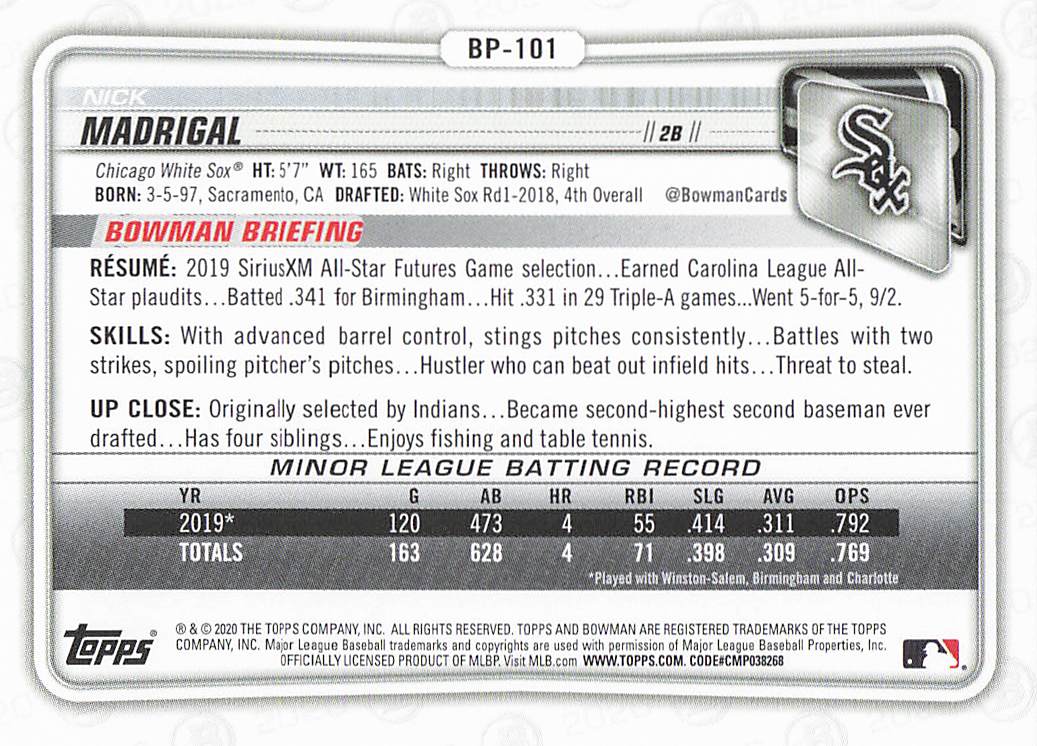 BP-101
NICK
MADRIGAL // 2B //
Sox
Chicago White Sox® HT: 5'7" WT: 165 BATS: Right THROWS: Right
BORN: 3-5-97, Sacramento, CA DRAFTED: White Sox Rd1-2018, 4th Overall @BowmanCards
BOWMAN BRIEFING
RÉSUMÉ: 2019 SiriusXM All-Star Futures Game selection...Earned Carolina League All-
Star plaudits...Batted .341 for Birmingham...Hit .331 in 29 Triple-A games...Went 5-for-5, 9/2.
SKILLS: With advanced barrel control, stings pitches consistently...Battles with two
strikes, spoiling pitcher's pitches...Hustler who can beat out infield hits...Threat to steal.
UP CLOSE: Originally selected by Indians...Became second-highest second baseman ever
drafted...Has four siblings...Enjoys fishing and table tennis.
MINOR LEAGUE BATTING RECORD
YR G AB HR RBI SLG AVG OPS
2019* 120 473 4 55 .414 .311 .792
TOTALS 163 628 4 71 .398 .309 .769
*Played with Winston-Salem, Birmingham and Charlotte
Topps®
® & © 2020 THE TOPPS COMPANY, INC. ALL RIGHTS RESERVED. TOPPS AND BOWMAN ARE REGISTERED TRADEMARKS OF THE TOPPS
COMPANY, INC. Major League Baseball trademarks and copyrights are used with permission of Major League Baseball Properties, Inc.
OFFICIALLY LICENSED PRODUCT OF MLBP. Visit MLB.com WWW.TOPPS.COM. CODE#CMP038268